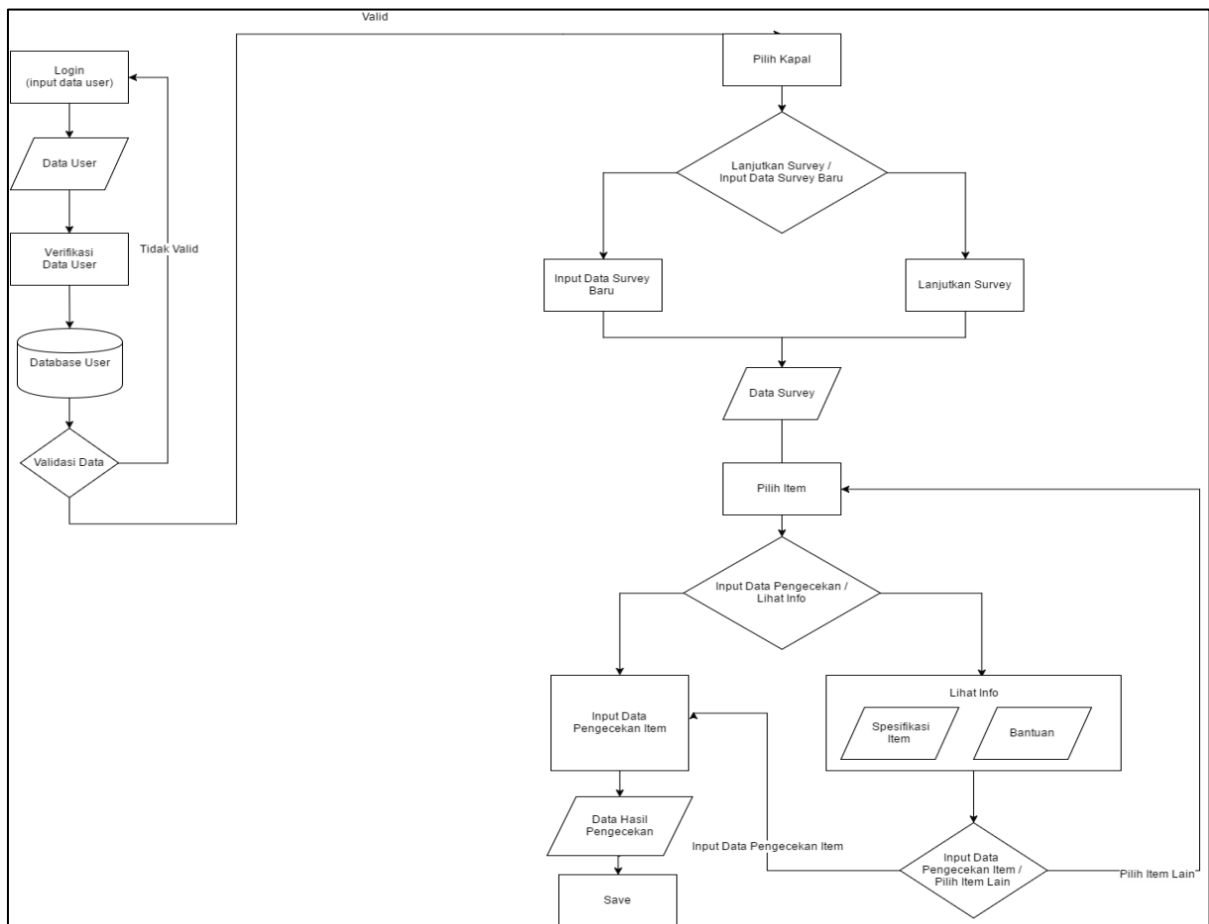 Valid
Login
(input data user)
Data User
Verifikasi
Data User
Tidak Valid
Database User
Validasi Data
Pilih Kapal
Lanjutkan Survey /
Input Data Survey Baru
Input Data Survey
Baru
Lanjutkan Survey
Data Survey
Pilih Item
Input Data Pengecekan /
Lihat Info
Input Data
Pengecekan Item
Lihat Info
Spesifikasi
Item
Bantuan
Data Hasil
Pengecekan
Input Data Pengecekan Item
Input Data
Pengecekan Item /
Pilih Item Lain
Pilih Item Lain
Save